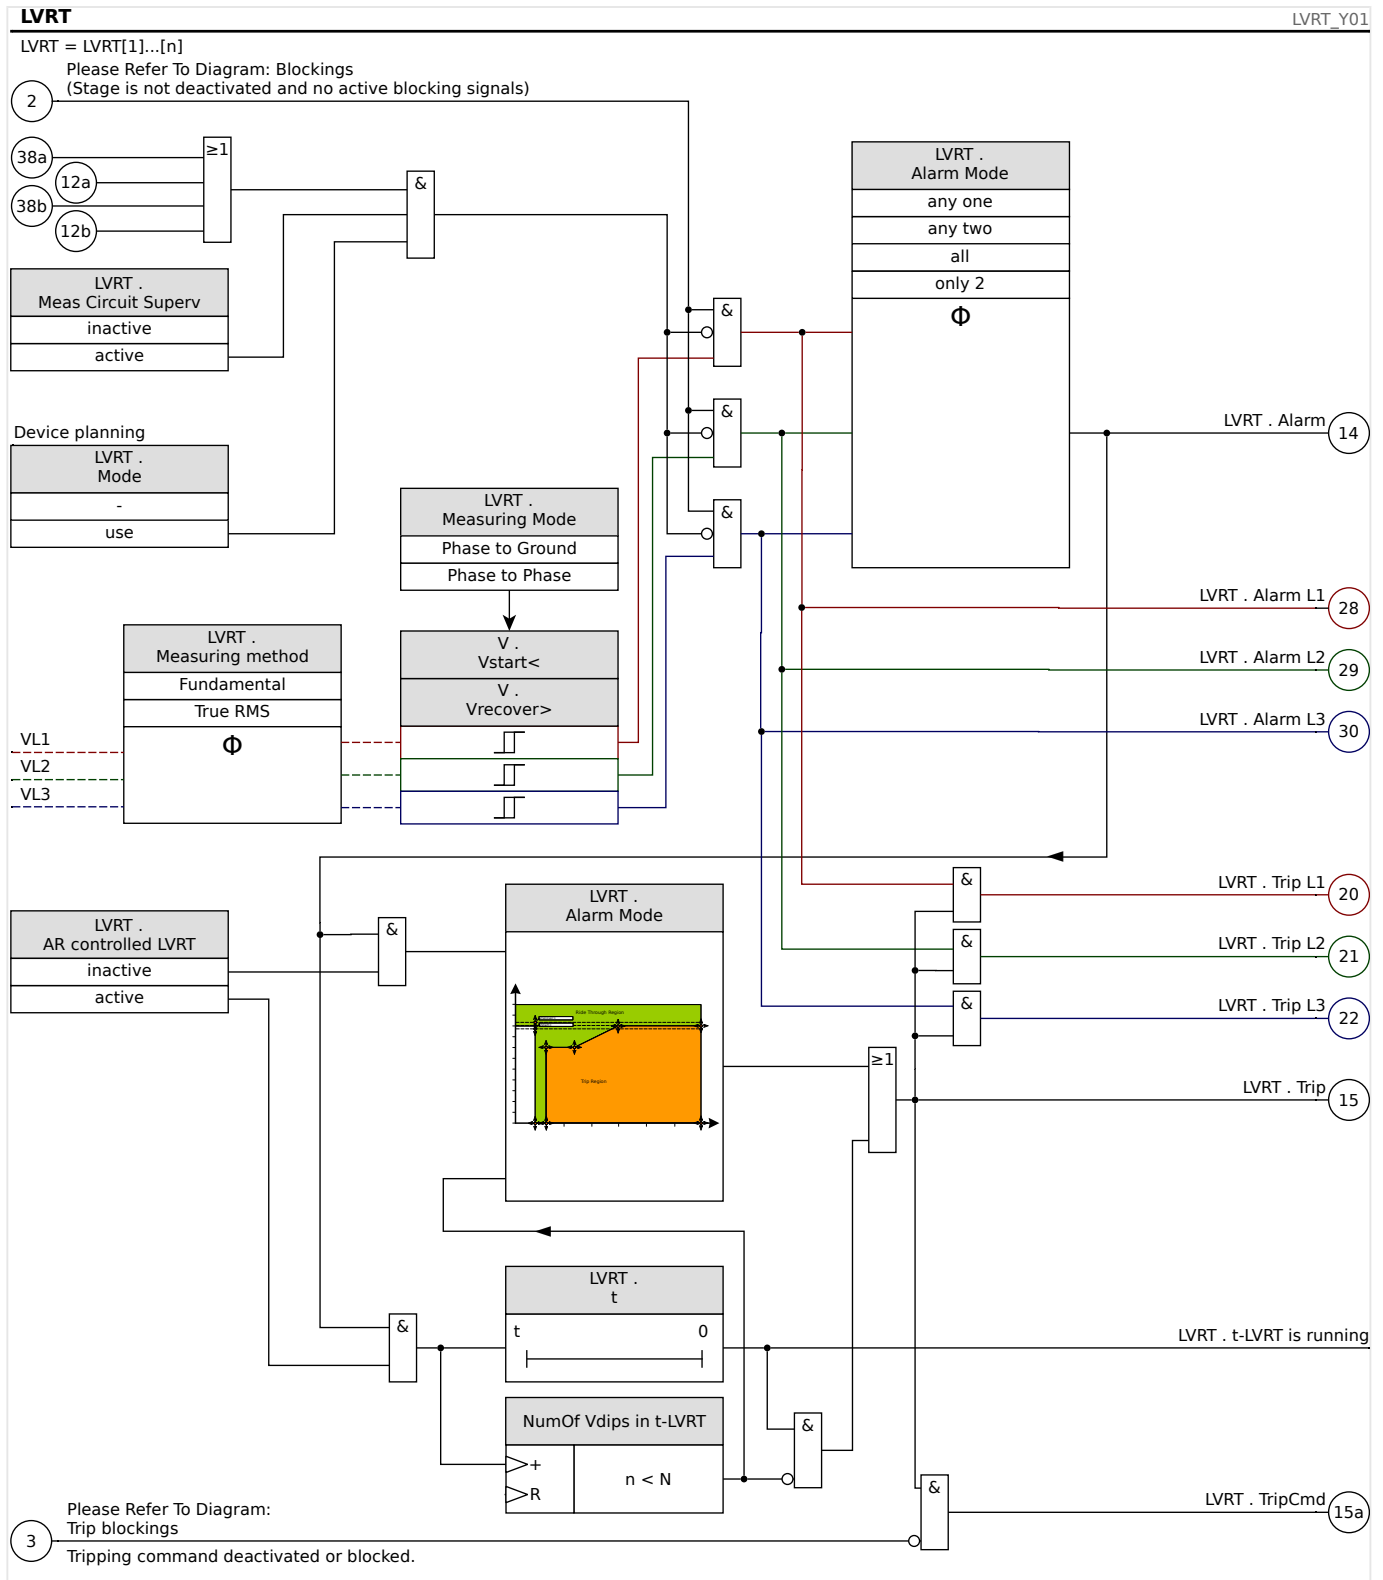 LVRT
LVRT_Y01
LVRT = LVRT[1]...[n]
Please Refer To Diagram: Blockings
(Stage is not deactivated and no active blocking signals)
2
38a
12a
38b
12b
≥1
&
LVRT .
Meas Circuit Superv
inactive
active
Device planning
LVRT .
Mode
-
use
LVRT .
Alarm Mode
any one
any two
all
only 2
Φ
&
&
&
LVRT . Alarm
14
LVRT .
Measuring Mode
Phase to Ground
Phase to Phase
LVRT .
Measuring method
Fundamental
True RMS
Φ
V .
Vstart<
V .
Vrecover>
VL1
VL2
VL3
LVRT . Alarm L1
28
LVRT . Alarm L2
29
LVRT . Alarm L3
30
LVRT .
AR controlled LVRT
inactive
active
&
LVRT .
Alarm Mode
Ride Through Region
Trip Region
&
LVRT . Trip L1
20
&
LVRT . Trip L2
21
&
LVRT . Trip L3
22
≥1
LVRT . Trip
15
LVRT .
t
t
0
&
LVRT . t-LVRT is running
NumOf Vdips in t-LVRT
+
R
n < N
&
&
LVRT . TripCmd
15a
Please Refer To Diagram:
Trip blockings
3
Tripping command deactivated or blocked.